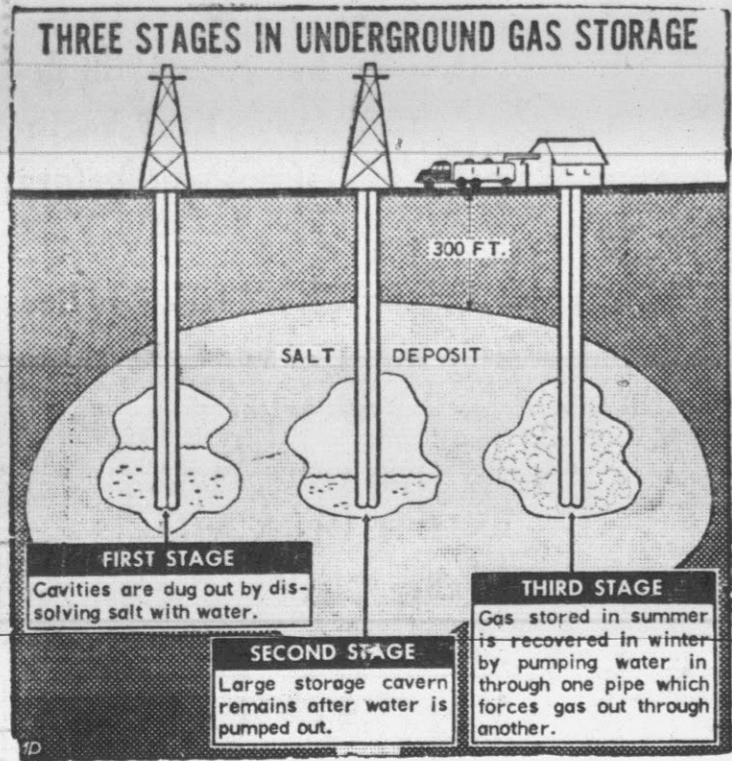 THREE STAGES IN UNDERGROUND GAS STORAGE
300 FT.
SALT DEPOSIT
FIRST STAGE
Cavities are dug out by dis-
solving salt with water.
SECOND STAGE
Large storage cavern
remains after water is
pumped out.
THIRD STAGE
Gas stored in summer
is recovered in winter
by pumping water in
through one pipe which
forces gas out through
another.
1D